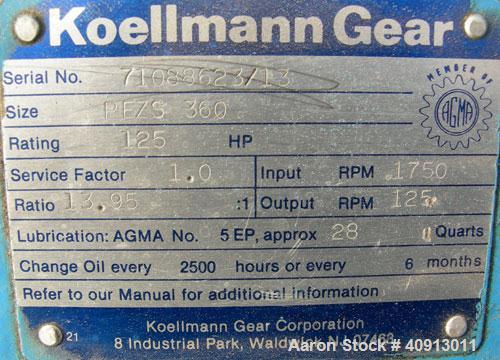 Koellmann Gear
MEMBER OF
AGMA
Serial No. 71088623/13
Size PFZS 360
Rating 125 HP
Service Factor 1.0 Input RPM 1750
Ratio 13.95 :1 Output RPM 125
Lubrication: AGMA No. 5 EP, approx 28 Quarts
Change Oil every 2500 hours or every 6 months
Refer to our Manual for additional information
21
Koellmann Gear Corporation
8 Industrial Park, Waldwick, NJ 07463
Aaron Stock # 40913011